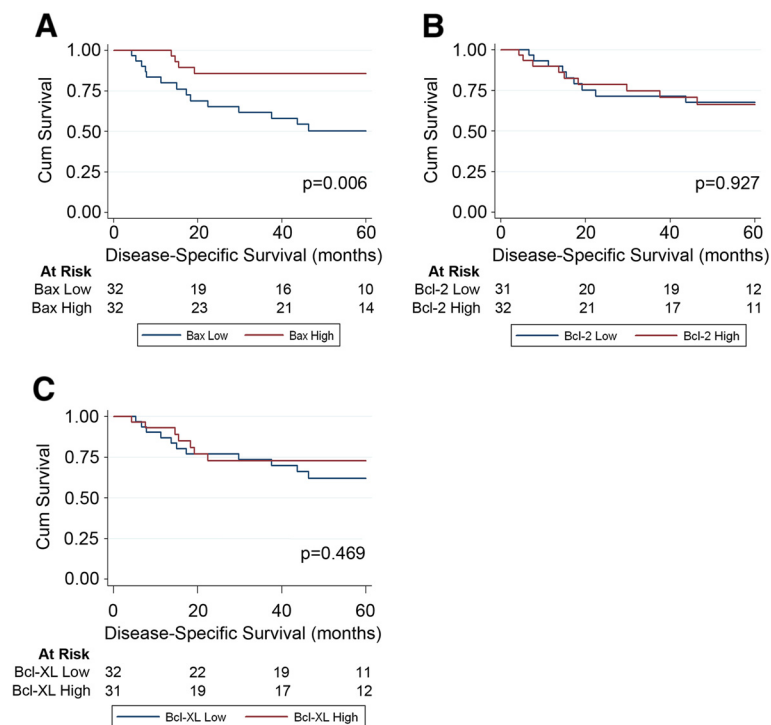 A
1.00
0.75
0.50
0.25
0.00
Cum Survival
p=0.006
0 20 40 60
Disease-Specific Survival (months)
At Risk
Bax Low 32 19 16 10
Bax High 32 23 21 14
Bax Low Bax High
B
1.00
0.75
0.50
0.25
0.00
Cum Survival
p=0.927
0 20 40 60
Disease-Specific Survival (months)
At Risk
Bcl-2 Low 31 20 19 12
Bcl-2 High 32 21 17 11
Bcl-2 Low Bcl-2 High
C
1.00
0.75
0.50
0.25
0.00
Cum Survival
p=0.469
0 20 40 60
Disease-Specific Survival (months)
At Risk
Bcl-XL Low 32 22 19 11
Bcl-XL High 31 19 17 12
Bcl-XL Low Bcl-XL High